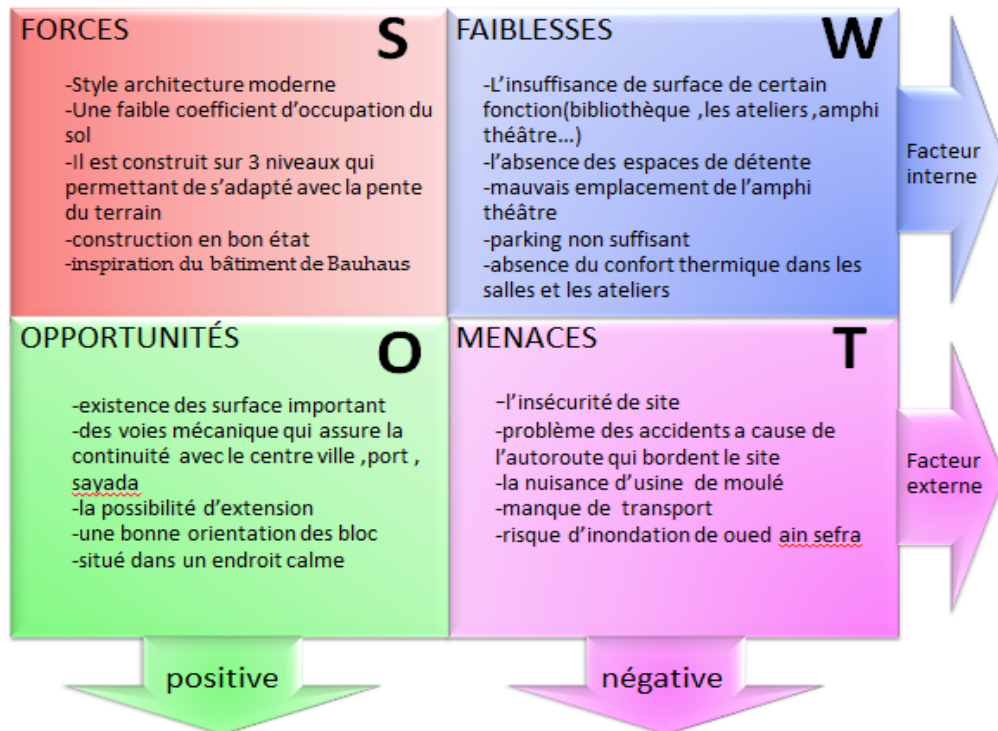 FORCES
S
-Style architecture moderne
-Une faible coefficient d'occupation du
sol
-Il est construit sur 3 niveaux qui
permettant de s'adapté avec la pente
du terrain
-construction en bon état
-inspiration du bâtiment de Bauhaus
FAIBLESSES
W
-L'insuffisance de surface de certain
fonction(bibliothèque ,les ateliers ,amphi
théâtre...)
-l'absence des espaces de détente
-mauvais emplacement de l'amphi
théâtre
-parking non suffisant
-absence du confort thermique dans les
salles et les ateliers
Facteur
interne
OPPORTUNITÉS
O
-existence des surface important
-des voies mécanique qui assure la
continuité avec le centre ville ,port ,
sayada
-la possibilité d'extension
-une bonne orientation des bloc
-situé dans un endroit calme
MENACES
T
-l'insécurité de site
-problème des accidents a cause de
l'autoroute qui bordent le site
-la nuisance d'usine de moulé
-manque de transport
-risque d'inondation de oued ain sefra
Facteur
externe
positive
négative